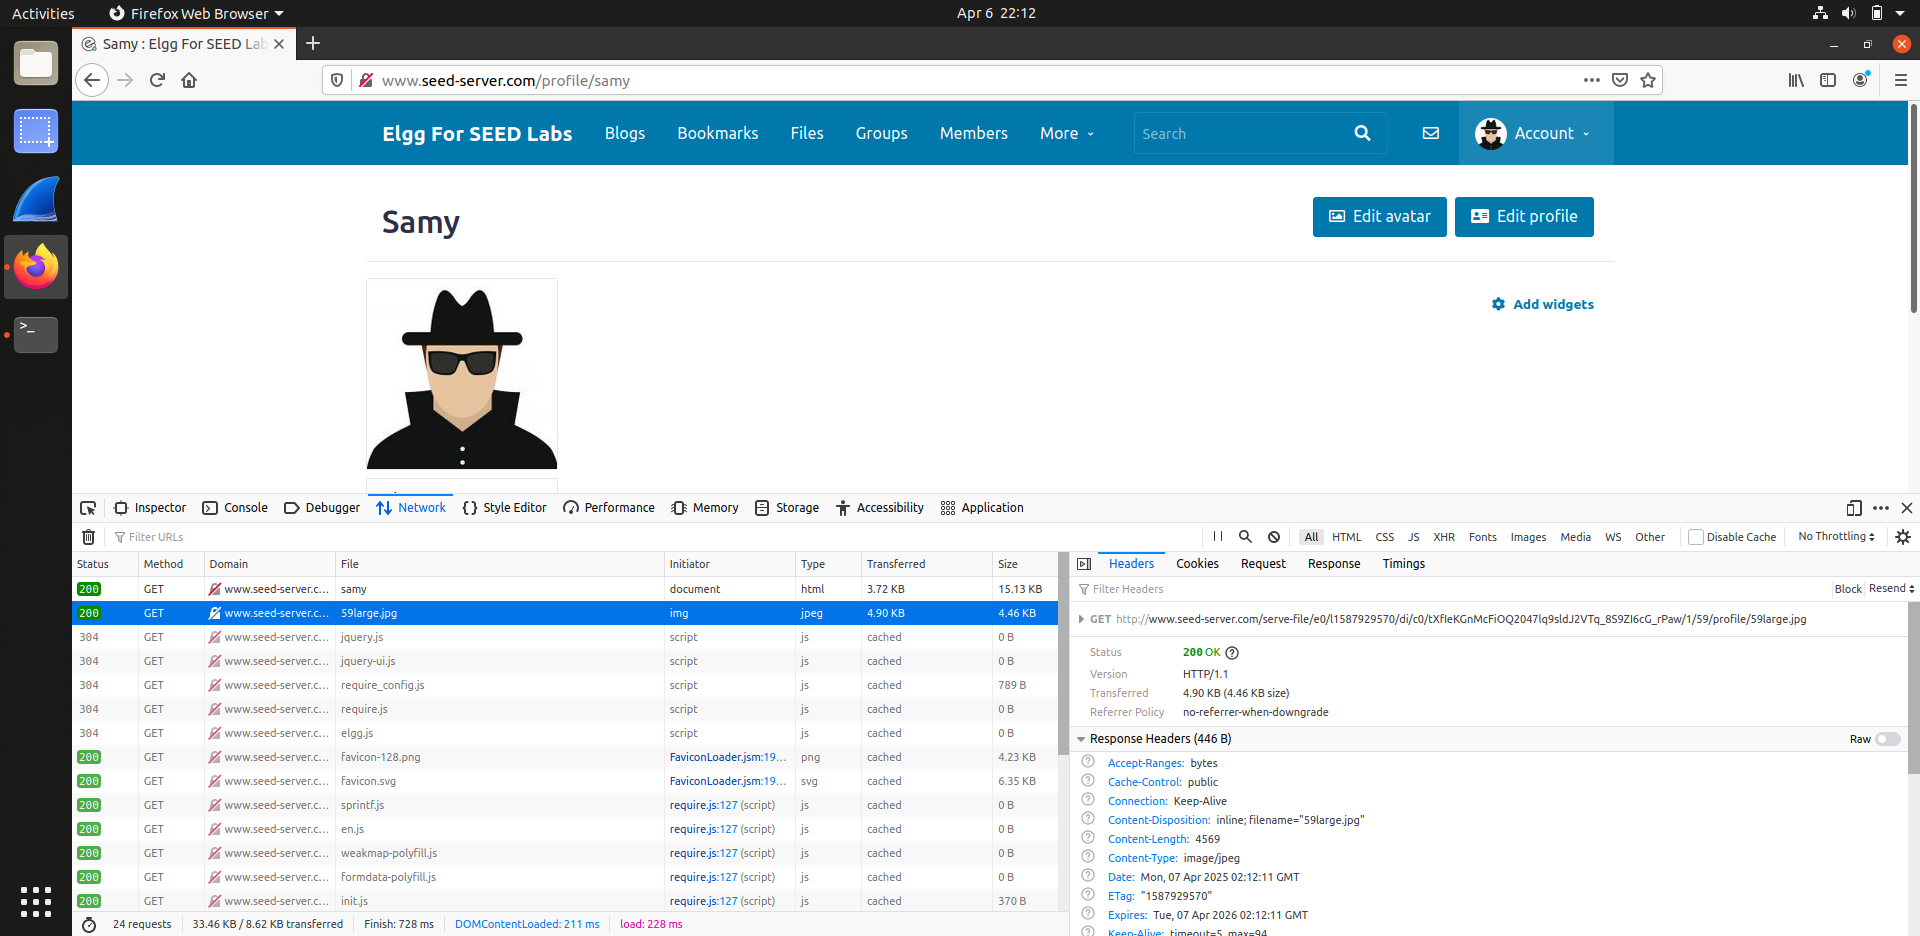 Activities Firefox Web Browser Apr 6 22:12
Samy : Elgg For SEED Lab
www.seed-server.com/profile/samy
Elgg For SEED Labs Blogs Bookmarks Files Groups Members More Search Account
Samy Edit avatar Edit profile
Add widgets
Inspector Console Debugger Network Style Editor Performance Memory Storage Accessibility Application
Filter URLs All HTML CSS JS XHR Fonts Images Media WS Other Disable Cache No Throttling
Status Method Domain File Initiator Type Transferred Size
200 GET www.seed-server.c... samy document html 3.72 KB 15.13 KB
200 GET www.seed-server.c... 59large.jpg img jpeg 4.90 KB 4.46 KB
304 GET www.seed-server.c... jquery.js script js cached 0 B
304 GET www.seed-server.c... jquery-ui.js script js cached 0 B
304 GET www.seed-server.c... require_config.js script js cached 789 B
304 GET www.seed-server.c... require.js script js cached 0 B
304 GET www.seed-server.c... elgg.js script js cached 0 B
200 GET www.seed-server.c... favicon-128.png FaviconLoader.jsm:19... png cached 4.23 KB
200 GET www.seed-server.c... favicon.svg FaviconLoader.jsm:19... svg cached 6.35 KB
200 GET www.seed-server.c... sprintf.js require.js:127 (script) js cached 0 B
200 GET www.seed-server.c... en.js require.js:127 (script) js cached 0 B
200 GET www.seed-server.c... weakmap-polyfill.js require.js:127 (script) js cached 0 B
200 GET www.seed-server.c... formdata-polyfill.js require.js:127 (script) js cached 0 B
200 GET www.seed-server.c... init.js require.js:127 (script) js cached 370 B
24 requests 33.46 KB / 8.62 KB transferred Finish: 728 ms DOMContentLoaded: 211 ms load: 228 ms
Headers Cookies Request Response Timings
Filter Headers Block Resend
GET http://www.seed-server.com/serve-file/e0/l1587929570/di/c0/tXfIeKGnMcFiOQ2047lq9sldJ2VTq_8S9ZI6cG_rPaw/1/59/profile/59large.jpg
Status 200 OK
Version HTTP/1.1
Transferred 4.90 KB (4.46 KB size)
Referrer Policy no-referrer-when-downgrade
Response Headers (446 B) Raw
Accept-Ranges: bytes
Cache-Control: public
Connection: Keep-Alive
Content-Disposition: inline; filename="59large.jpg"
Content-Length: 4569
Content-Type: image/jpeg
Date: Mon, 07 Apr 2025 02:12:11 GMT
ETag: "1587929570"
Expires: Tue, 07 Apr 2026 02:12:11 GMT
Keep-Alive: timeout=5, max=94